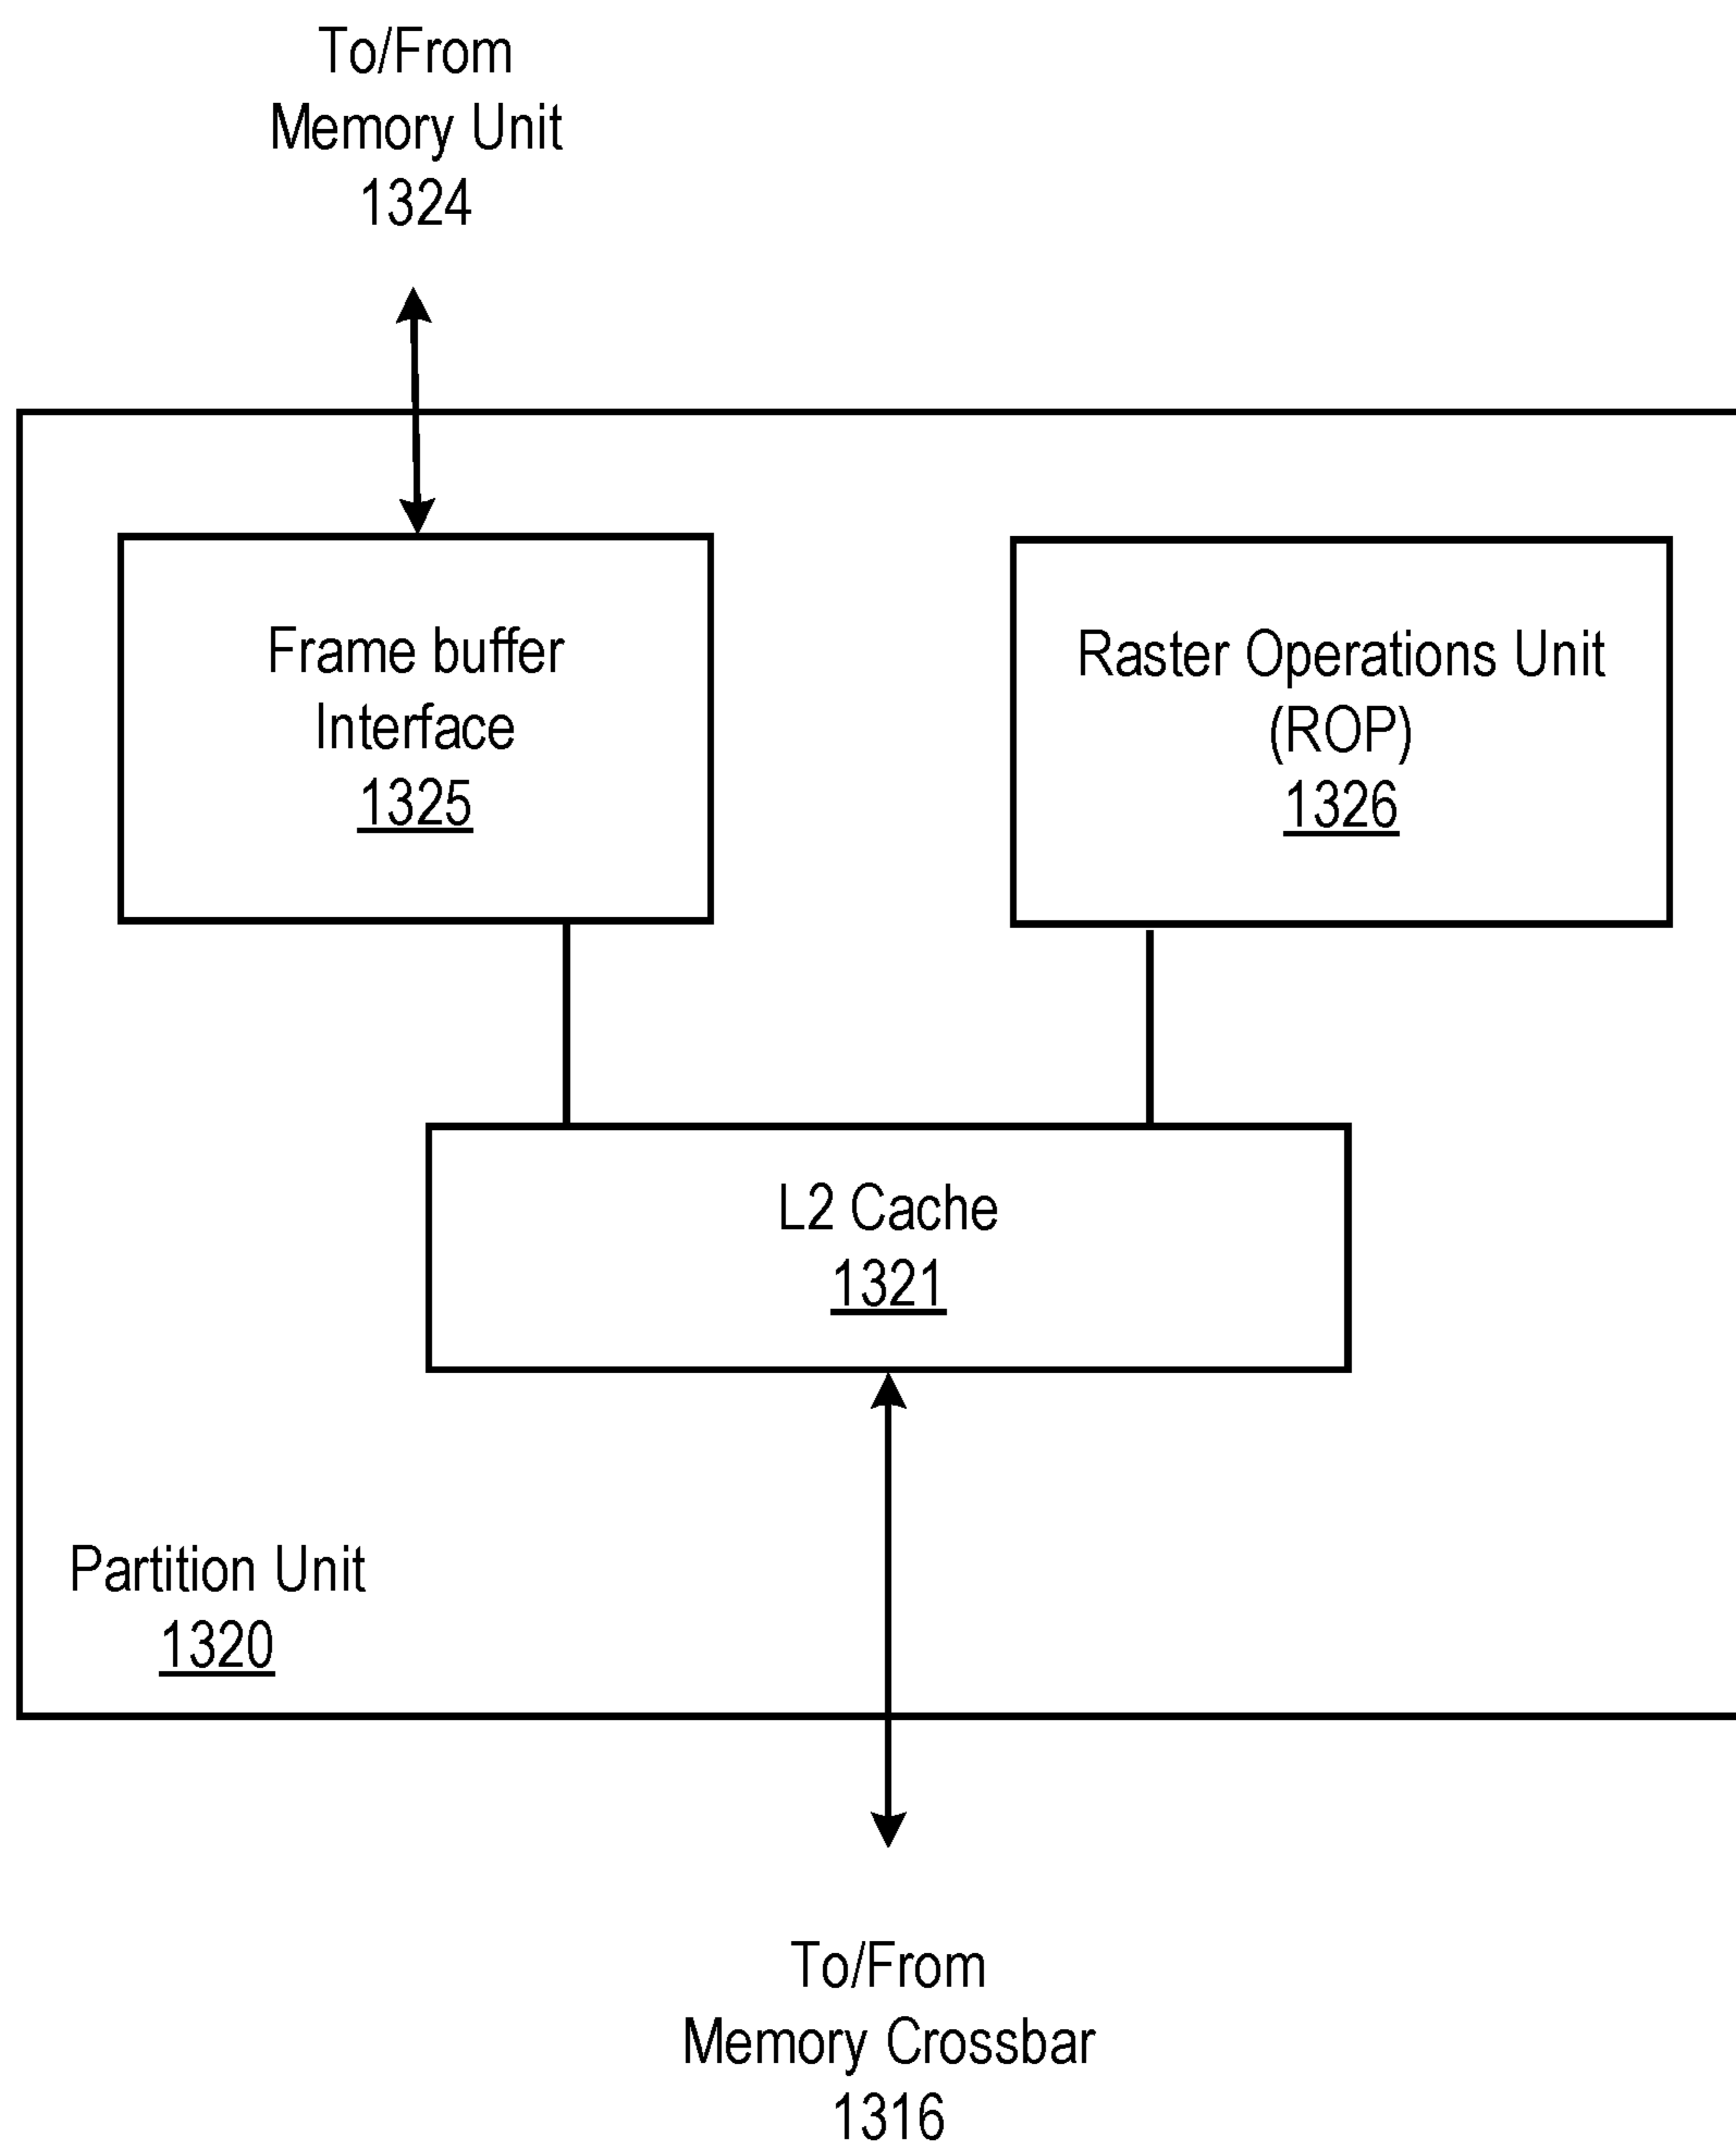 To/From
Memory Unit
1324
Frame buffer
Interface
1325
Raster Operations Unit
(ROP)
1326
L2 Cache
1321
Partition Unit
1320
To/From
Memory Crossbar
1316